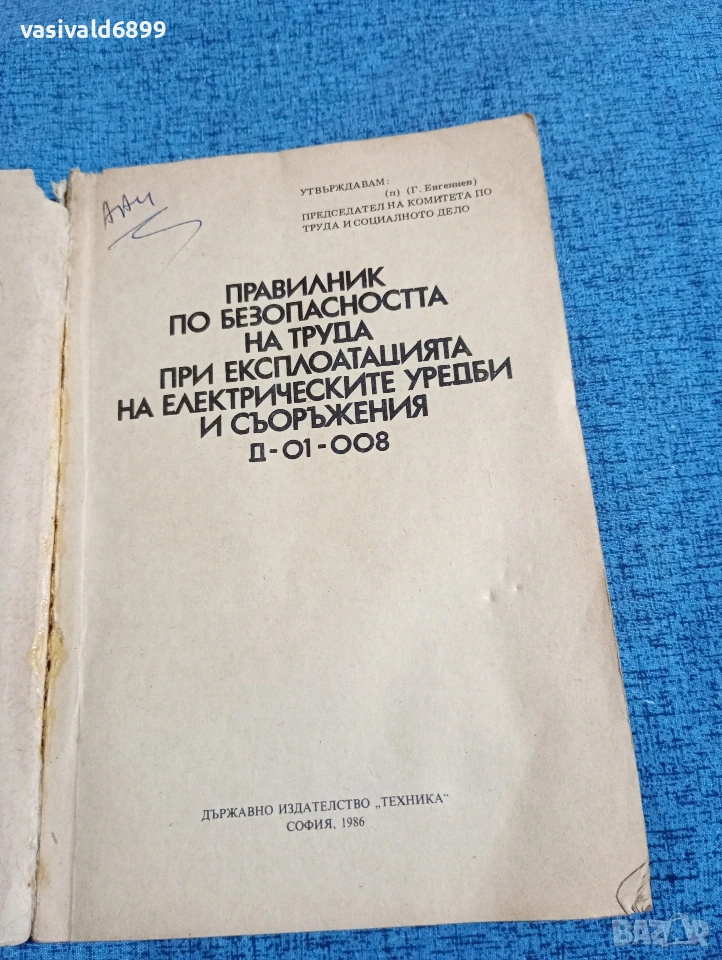 vasivald6899
УТВЪРЖДАВАМ:
(п) (Г. Евгениев)
ПРЕДСЕДАТЕЛ НА КОМИТЕТА ПО
ТРУДА И СОЦИАЛНОТО ДЕЛО
ПРАВИЛНИК
ПО БЕЗОПАСНОСТТА
НА ТРУДА
ПРИ ЕКСПЛОАТАЦИЯТА
НА ЕЛЕКТРИЧЕСКИТЕ УРЕДБИ
И СЪОРЪЖЕНИЯ
Д-01-008
ДЪРЖАВНО ИЗДАТЕЛСТВО „ТЕХНИКА"
СОФИЯ, 1986
BAZAR